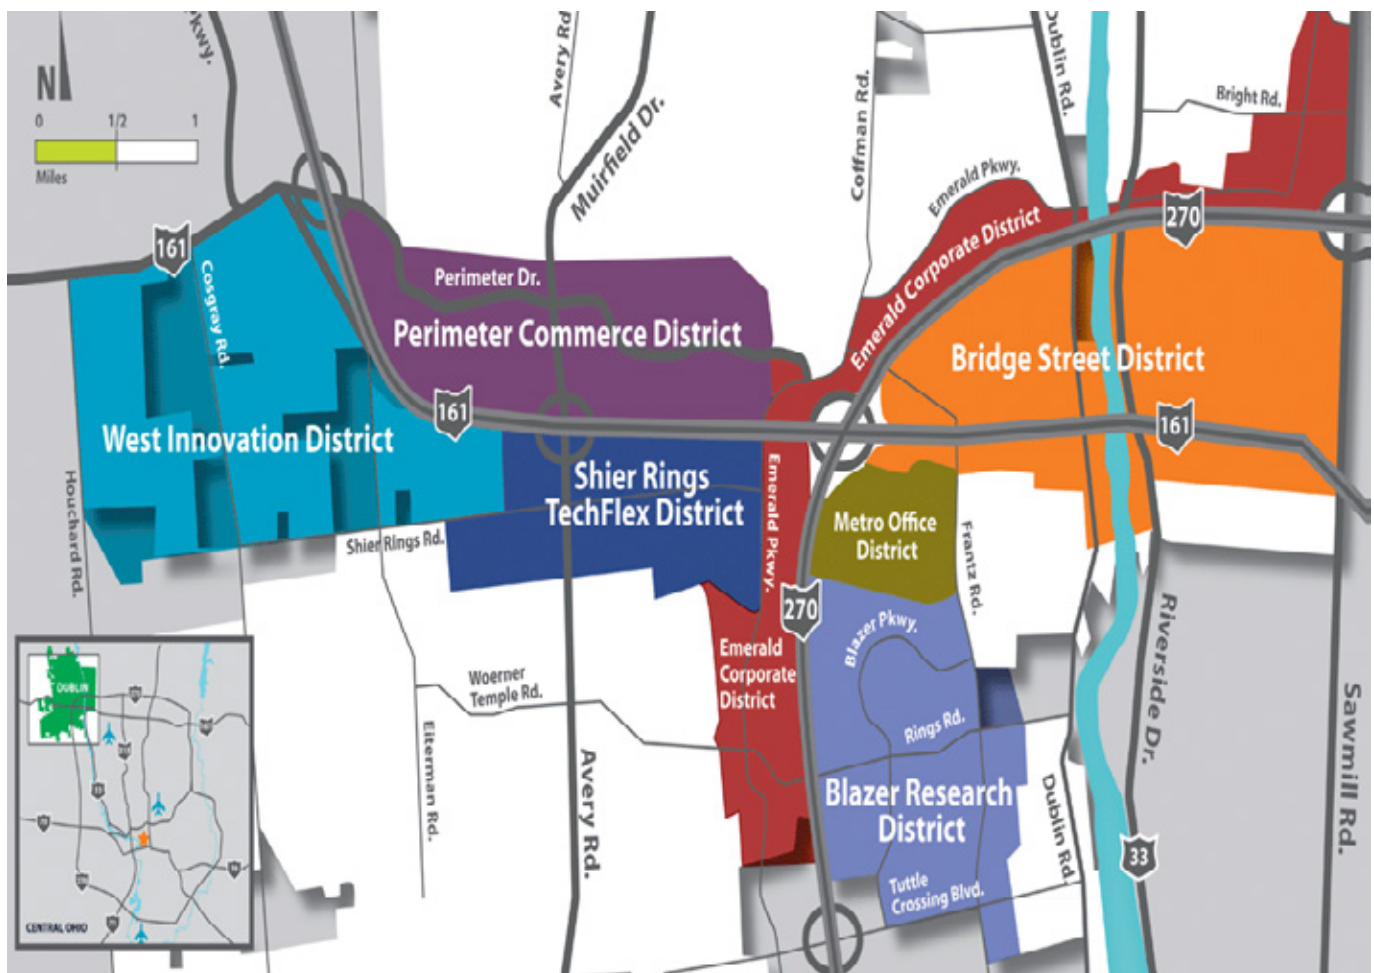 Pkwy.
Avery Rd
Muirfield Dr.
Coffman Rd.
Dublin Rd.
Bright Rd.
N
0 1/2 1
Miles
Emerald Pkwy.
270
161
Cosgray Rd.
Perimeter Dr.
Emerald Corporate District
Perimeter Commerce District
Bridge Street District
161
161
West Innovation District
Houchard Rd.
Shier Rings
TechFlex District
Emerald Pkwy.
Metro Office
District
Frantz Rd.
Shier Rings Rd.
270
Blazer Pkwy.
Riverside Dr.
Emerald
Corporate
District
Woerner
Temple Rd.
Eiterman Rd.
Avery Rd.
Rings Rd.
Blazer Research
District
Dublin Rd.
Sawmill Rd.
33
Tuttle
Crossing Blvd.
270
DUBLIN
CENTRAL OHIO